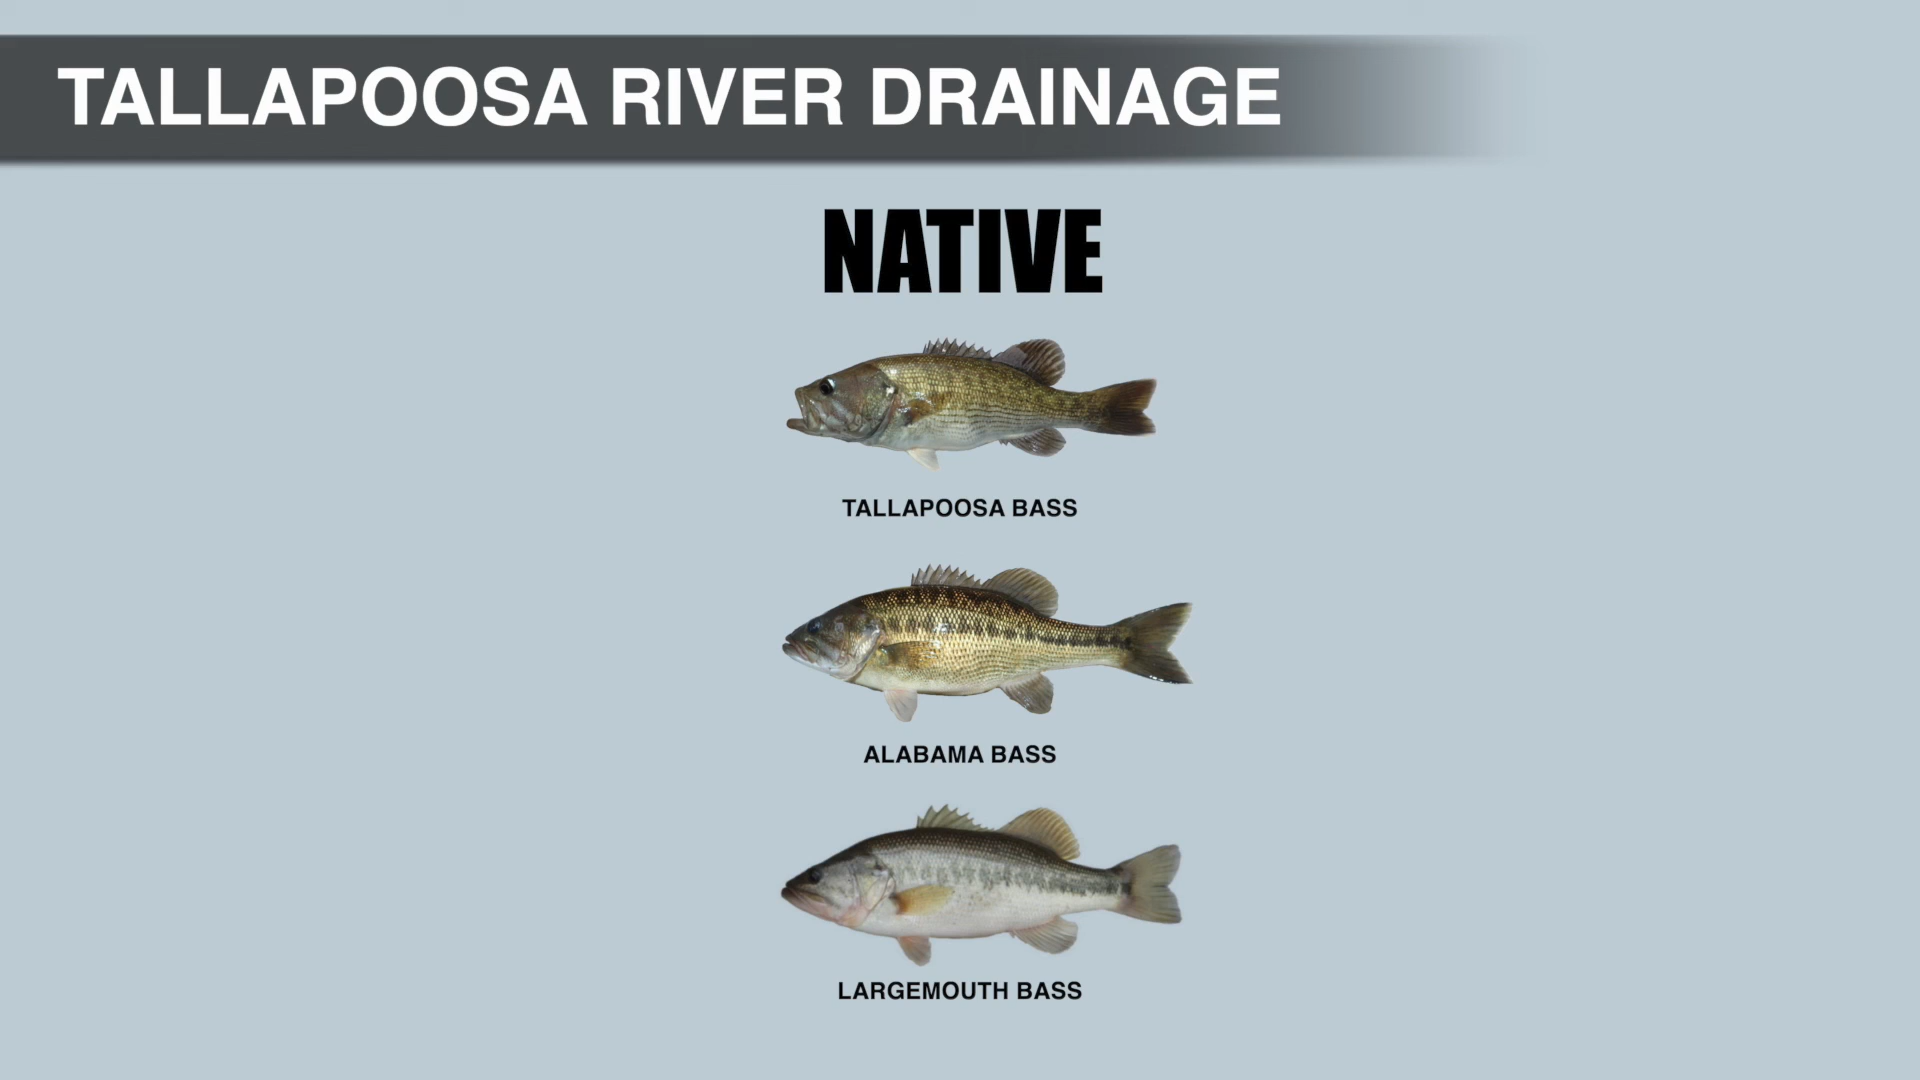 TALLAPOOSA RIVER DRAINAGE
NATIVE
TALLAPOOSA BASS
ALABAMA BASS
LARGEMOUTH BASS